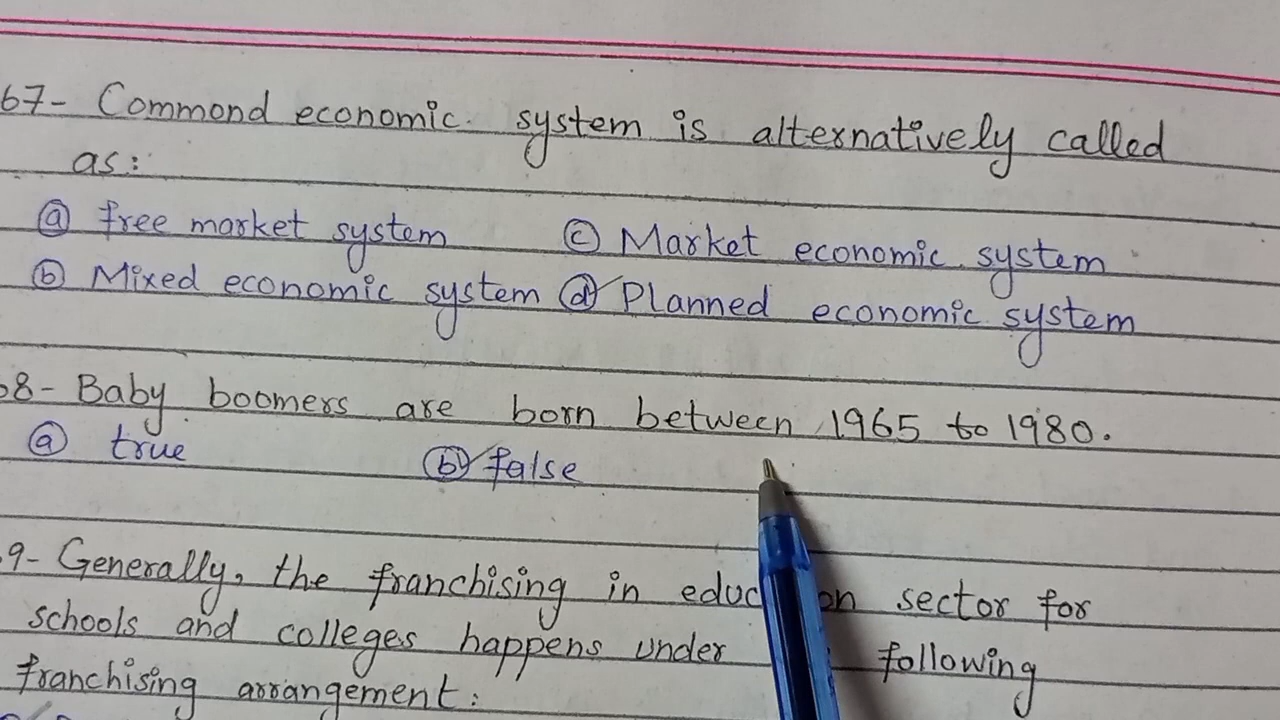 67- Commond economic system is alternatively called
as:
ⓐ free market system ⓒ Market economic system
ⓑ Mixed economic system ⓓ Planned economic system
8- Baby boomers are born between 1965 to 1980.
ⓐ true ⓑ false
9- Generally, the franchising in sector for
schools and colleges happens under following
franchising arrangement: